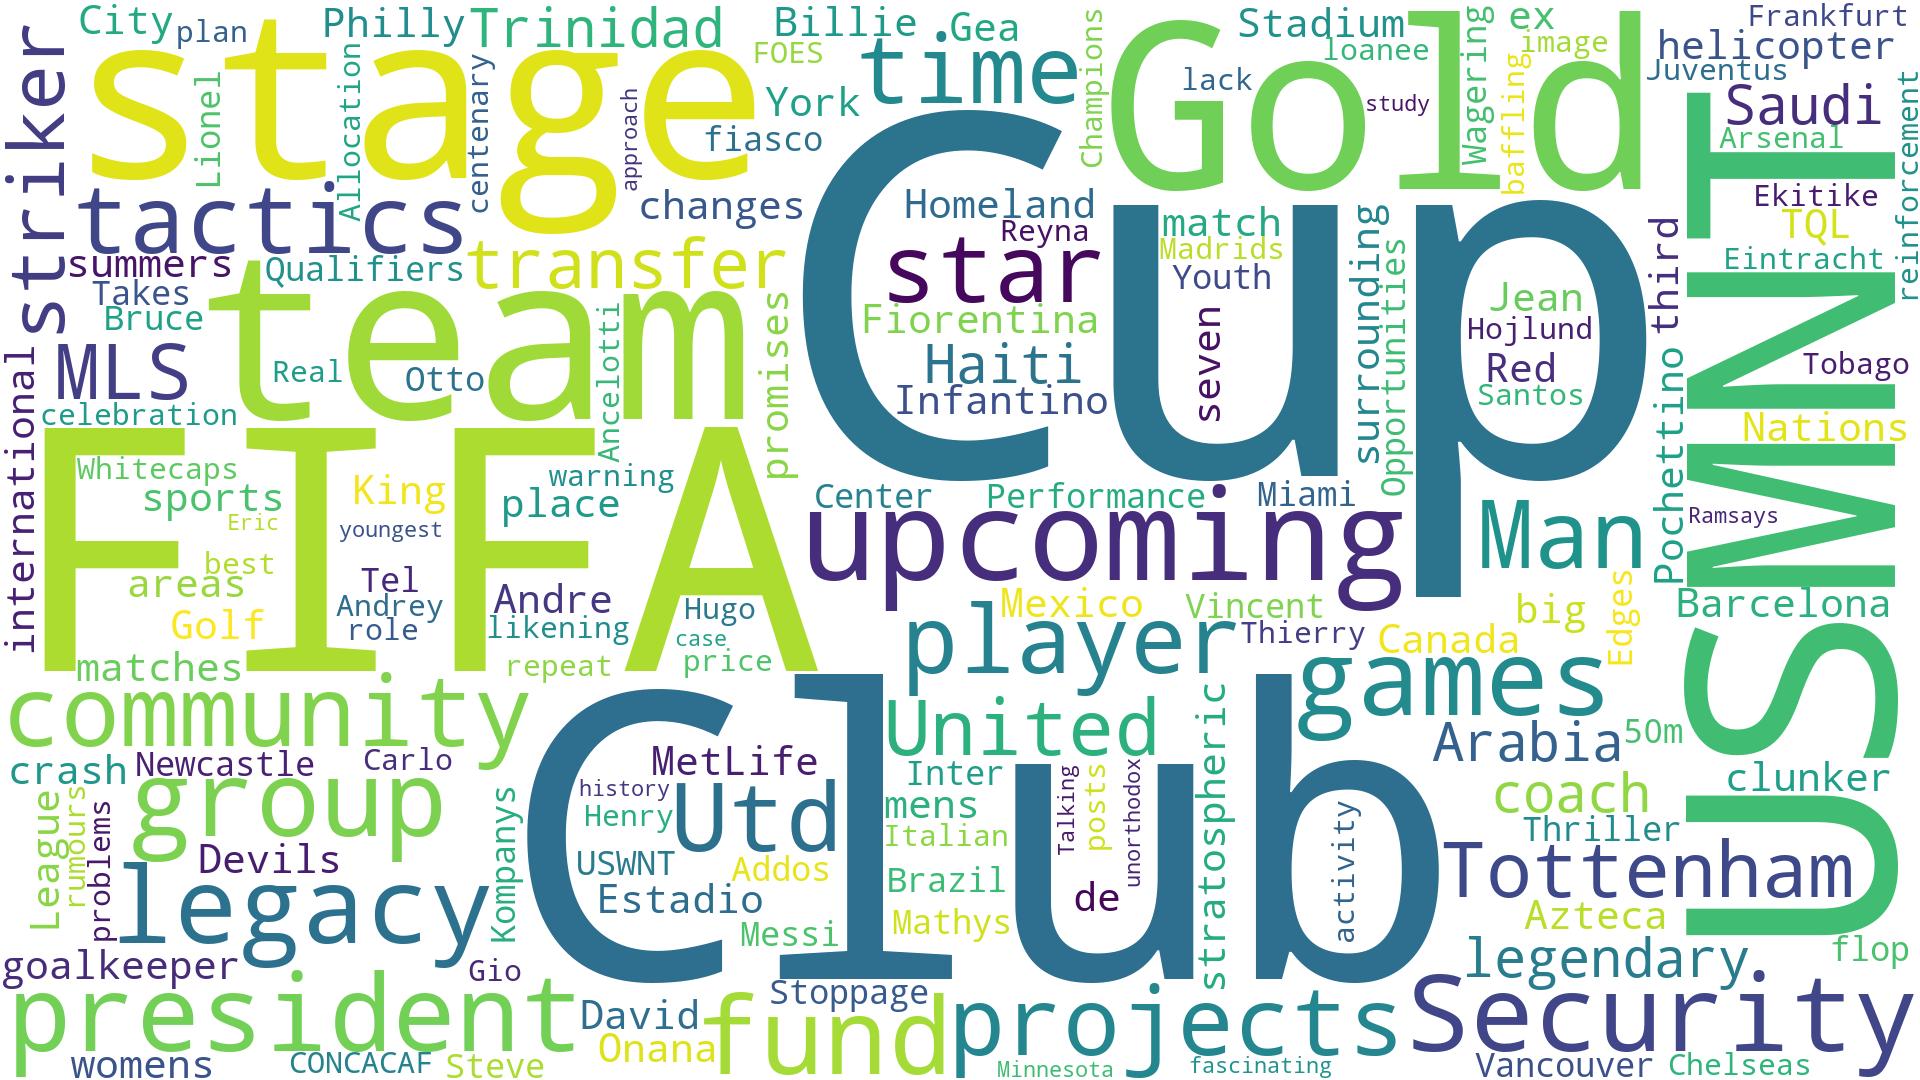 City
plan
Philly
Trinidad
Billie
Gea
Stadium
ex
Frankfurt
stage
Lionel
Allocation
centenary
FOES
York
fiasco
approach
time
Champions
Gold
lack
loanee
study
Wagering
baffling
image
helicopter
Juventus
Saudi
Arsenal
reinforcement
striker
tactics
changes
Cup
Homeland
Reyna
star
match
Madrids
Youth
surrounding
Opportunities
third
Ekitike
TQL
Eintracht
summers
Qualifiers
transfer
Takes
Bruce
team
promises
Fiorentina
seven
Jean
Hojlund
Red
Santos
USMNT
MLS
Real
Otto
Ancelotti
Haiti
Infantino
Pochettino
Tobago
Nations
international
celebration
FIFA
Whitecaps
sports
King
warning
place
Center
Performance
Miami
Eric
youngest
upcoming
Man
Ramsays
best
areas
Tel
Andre
Golf
Andrey
role
likening
Hugo
case
Mexico
Vincent
Thierry
Canada
big
Edges
Barcelona
matches
repeat
price
player
games
community
Club
United
stratospheric
Arabia
50m
crash
Newcastle
Carlo
MetLife
Inter
clunker
League
rumours
problems
group
Kompanys
history
Henry
Utd
mens
Italian
Talking
posts
unorthodox
coach
Thriller
Devils
USWNT
Addos
Brazil
de
activity
Tottenham
legacy
Estadio
Mathys
Azteca
Messi
legendary
flop
goalkeeper
Gio
president
David
Stoppage
fund
projects
Security
Onana
womens
CONCACAF
Steve
Minnesota
fascinating
Vancouver
Chelseas